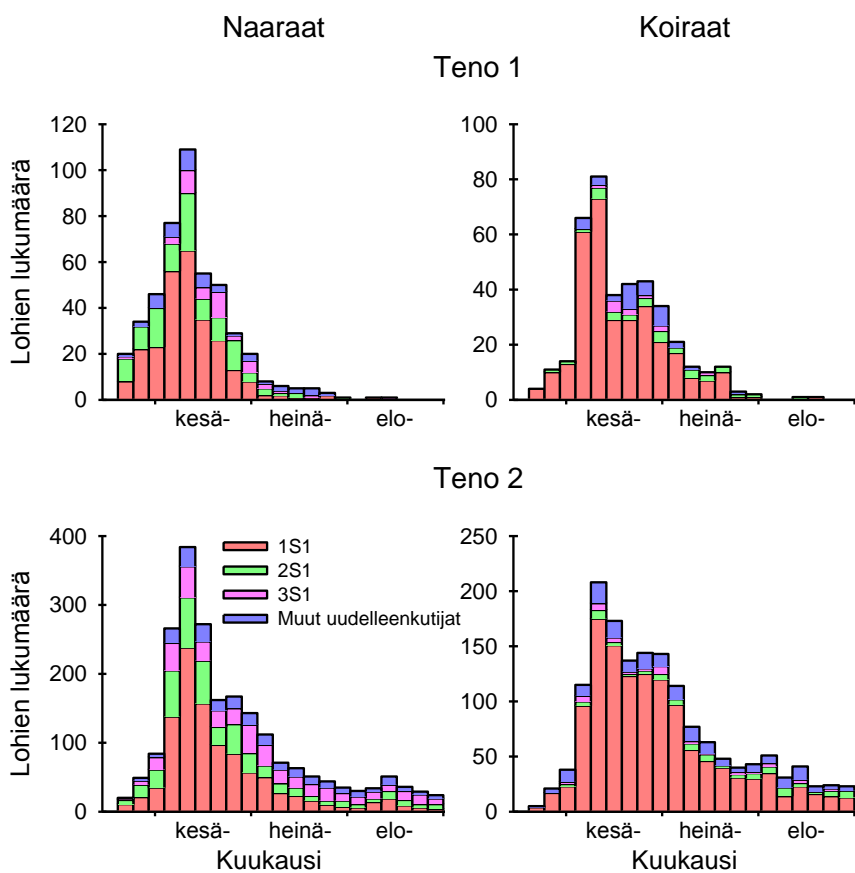 Naaraat
Koiraat
Teno 1
Lohien lukumäärä
120
100
80
60
40
20
0
kesä-
heinä-
elo-
100
80
60
40
20
0
kesä-
heinä-
elo-
Teno 2
Lohien lukumäärä
400
300
200
100
0
1S1
2S1
3S1
Muut uudelleenkutijat
kesä-
heinä-
elo-
Kuukausi
250
200
150
100
50
0
kesä-
heinä-
elo-
Kuukausi